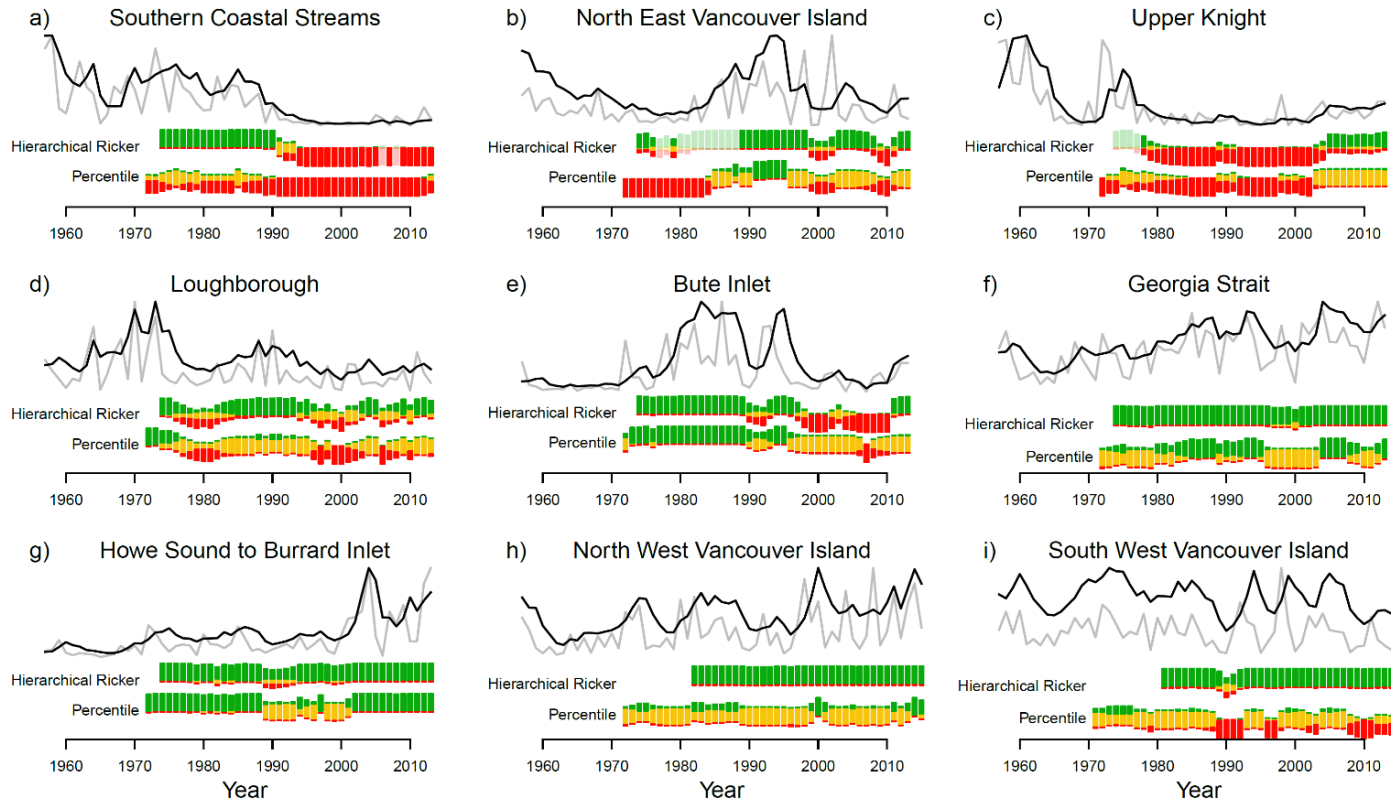 a) Southern Coastal Streams
b) North East Vancouver Island
c) Upper Knight
Hierarchical Ricker
Hierarchical Ricker
Hierarchical Ricker
Percentile
Percentile
Percentile
1960 1970 1980 1990 2000 2010
1960 1970 1980 1990 2000 2010
1960 1970 1980 1990 2000 2010
d) Loughborough
e) Bute Inlet
f) Georgia Strait
Hierarchical Ricker
Hierarchical Ricker
Hierarchical Ricker
Percentile
Percentile
Percentile
1960 1970 1980 1990 2000 2010
1960 1970 1980 1990 2000 2010
1960 1970 1980 1990 2000 2010
g) Howe Sound to Burrard Inlet
h) North West Vancouver Island
i) South West Vancouver Island
Hierarchical Ricker
Hierarchical Ricker
Hierarchical Ricker
Percentile
Percentile
Percentile
1960 1970 1980 1990 2000 2010
1960 1970 1980 1990 2000 2010
1960 1970 1980 1990 2000 2010
Year
Year
Year